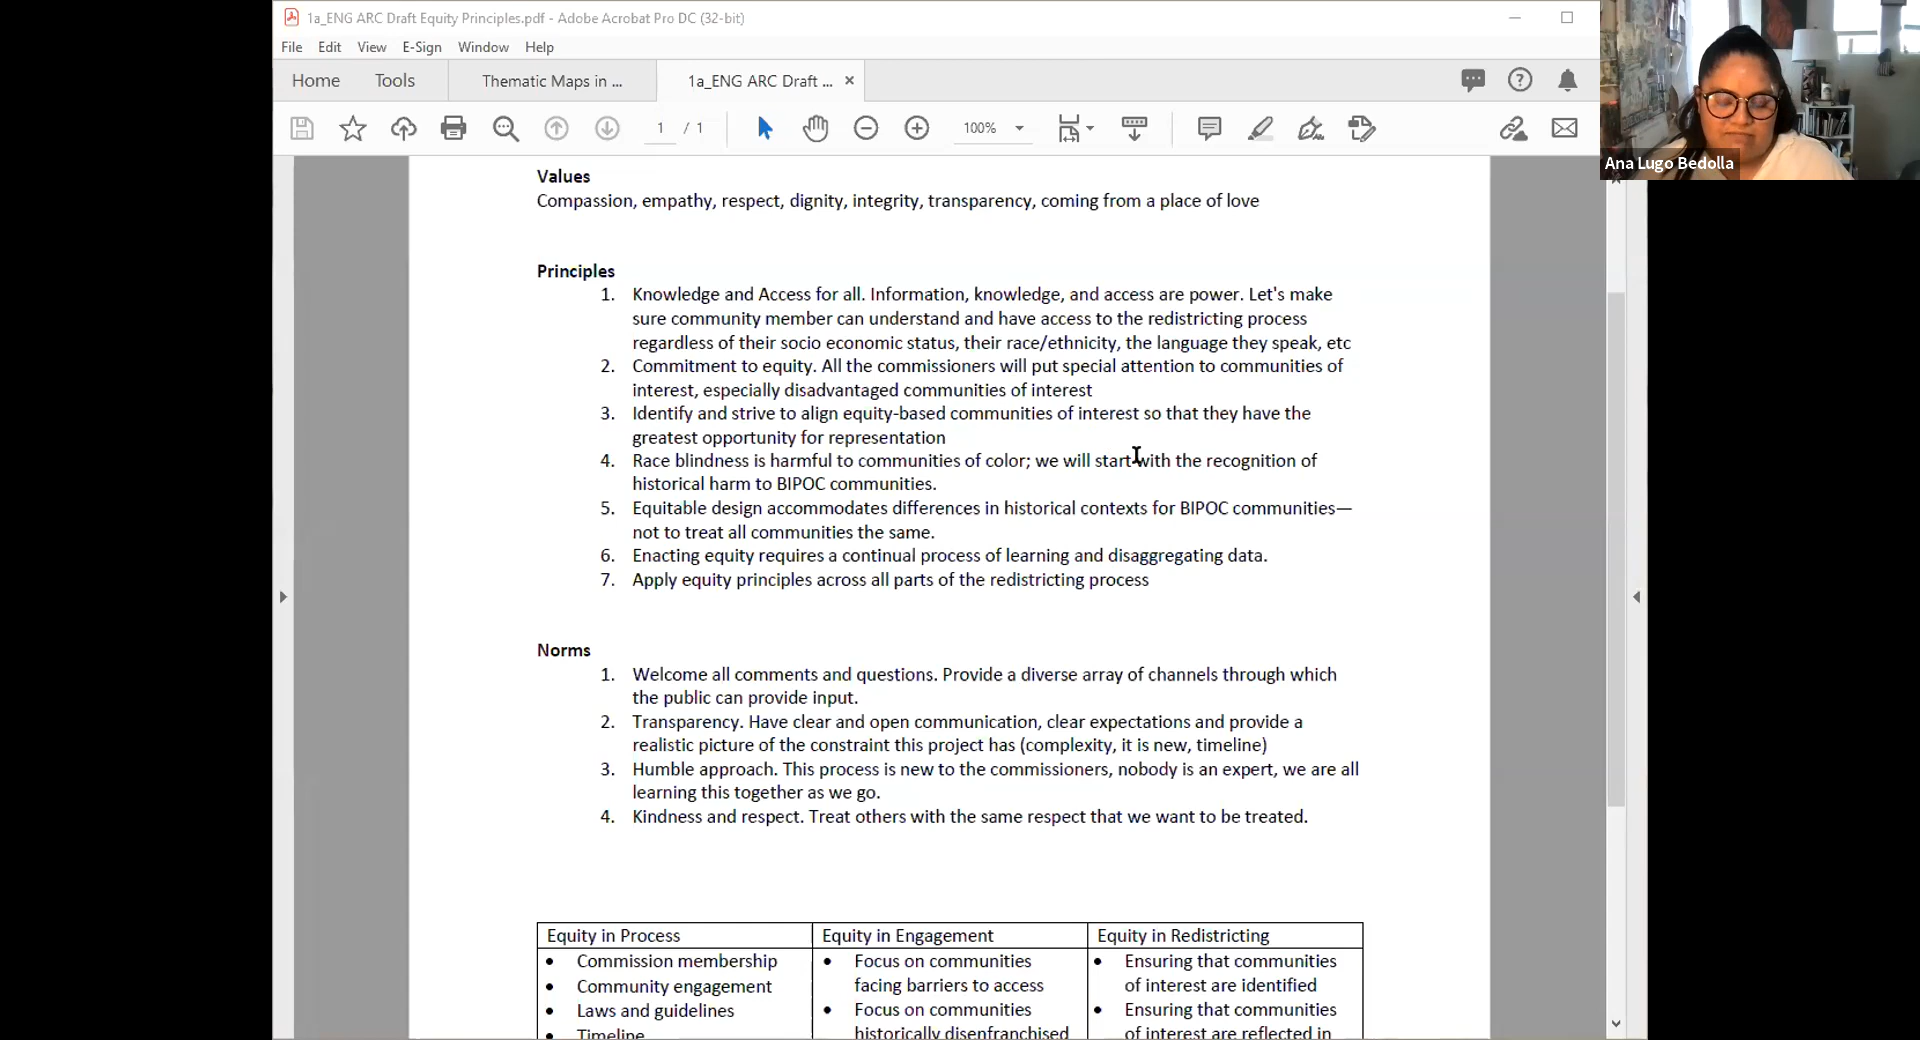 1a_ENG ARC Draft Equity Principles.pdf - Adobe Acrobat Pro DC (32-bit)
File Edit View E-Sign Window Help
Home Tools Thematic Maps in ... 1a_ENG ARC Draft ...
1 / 1 100%
Ana Lugo Bedolla
Values
Compassion, empathy, respect, dignity, integrity, transparency, coming from a place of love
Principles
1. Knowledge and Access for all. Information, knowledge, and access are power. Let's make
sure community member can understand and have access to the redistricting process
regardless of their socio economic status, their race/ethnicity, the language they speak, etc
2. Commitment to equity. All the commissioners will put special attention to communities of
interest, especially disadvantaged communities of interest
3. Identify and strive to align equity-based communities of interest so that they have the
greatest opportunity for representation
4. Race blindness is harmful to communities of color; we will start with the recognition of
historical harm to BIPOC communities.
5. Equitable design accommodates differences in historical contexts for BIPOC communities—
not to treat all communities the same.
6. Enacting equity requires a continual process of learning and disaggregating data.
7. Apply equity principles across all parts of the redistricting process
Norms
1. Welcome all comments and questions. Provide a diverse array of channels through which
the public can provide input.
2. Transparency. Have clear and open communication, clear expectations and provide a
realistic picture of the constraint this project has (complexity, it is new, timeline)
3. Humble approach. This process is new to the commissioners, nobody is an expert, we are all
learning this together as we go.
4. Kindness and respect. Treat others with the same respect that we want to be treated.
Equity in Process
• Commission membership
• Community engagement
• Laws and guidelines
• Timeline
Equity in Engagement
• Focus on communities
facing barriers to access
• Focus on communities
historically disenfranchised
Equity in Redistricting
• Ensuring that communities
of interest are identified
• Ensuring that communities
of interest are reflected in